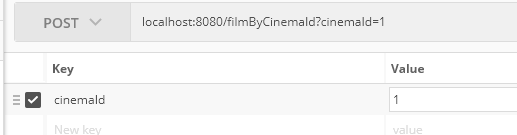 POST localhost:8080/filmByCinemaId?cinemaId=1
Key Value
cinemaId 1
New key value